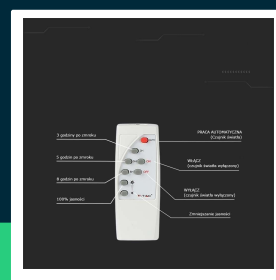 PRACA AUTOMATYCZNA
(Czujnik światła)
3 godziny po zmroku
5 godzin po zmroku
WŁĄCZ
(czujnik światła wyłączony)
8 godzin po zmroku
WYŁĄCZ
(czujnik światła wyłączony)
100% jasności
Zmniejszanie jasności